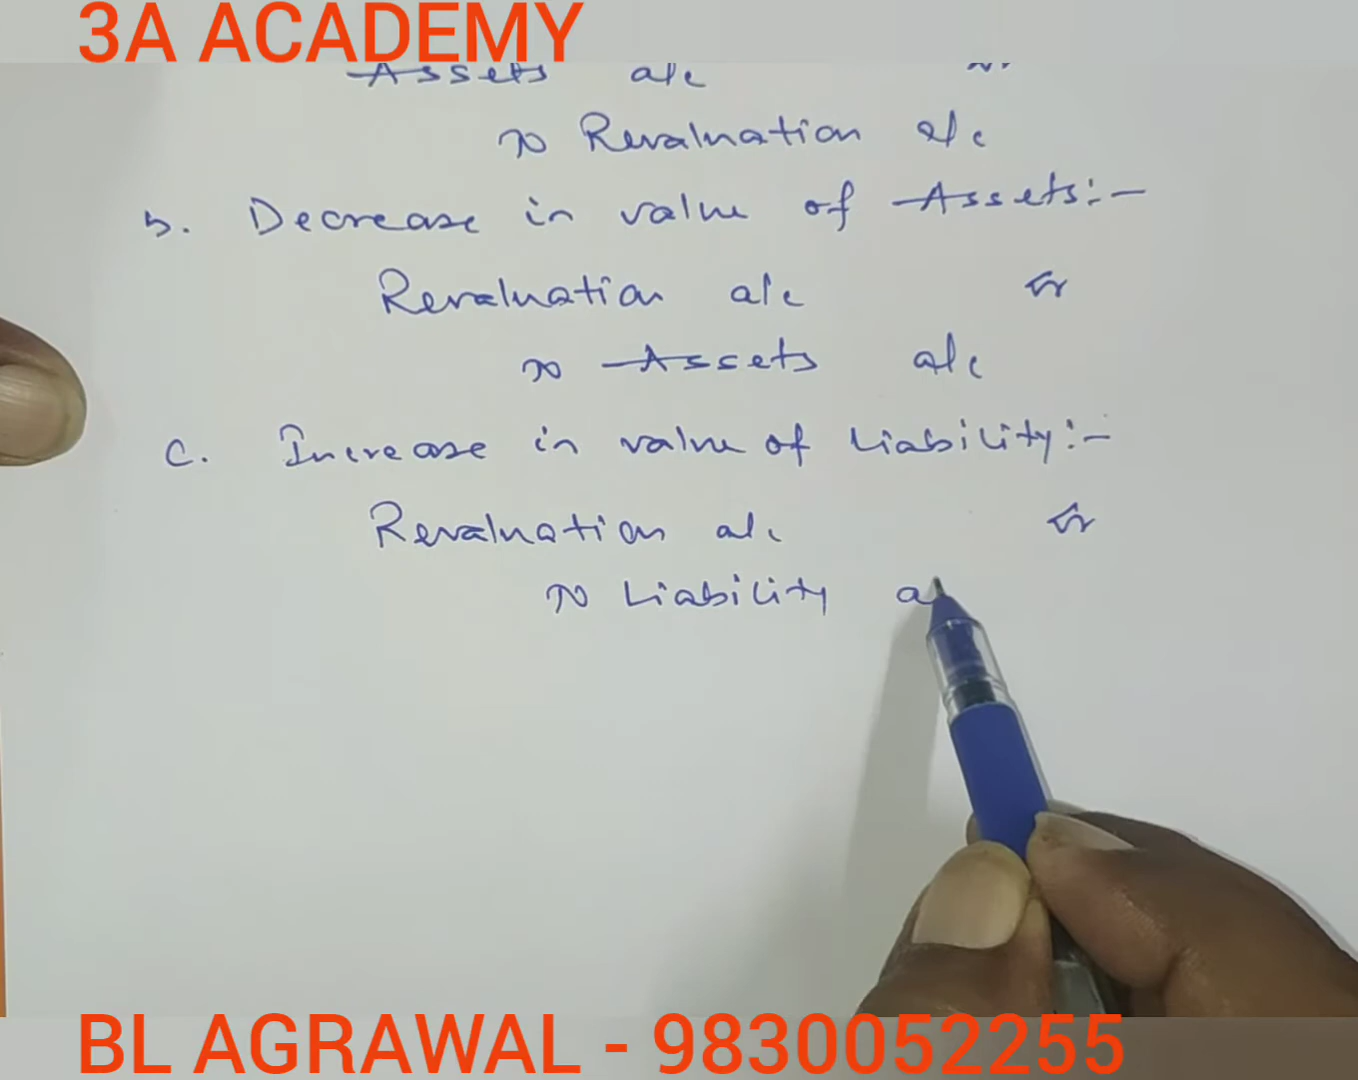 3A ACADEMY
Assets a/c Dr
To Revaluation a/c
b. Decrease in value of Assets:-
Revaluation a/c Dr
To Assets a/c
c. Increase in value of Liability:-
Revaluation a/c Dr
To Liability a
BL AGRAWAL - 9830052255